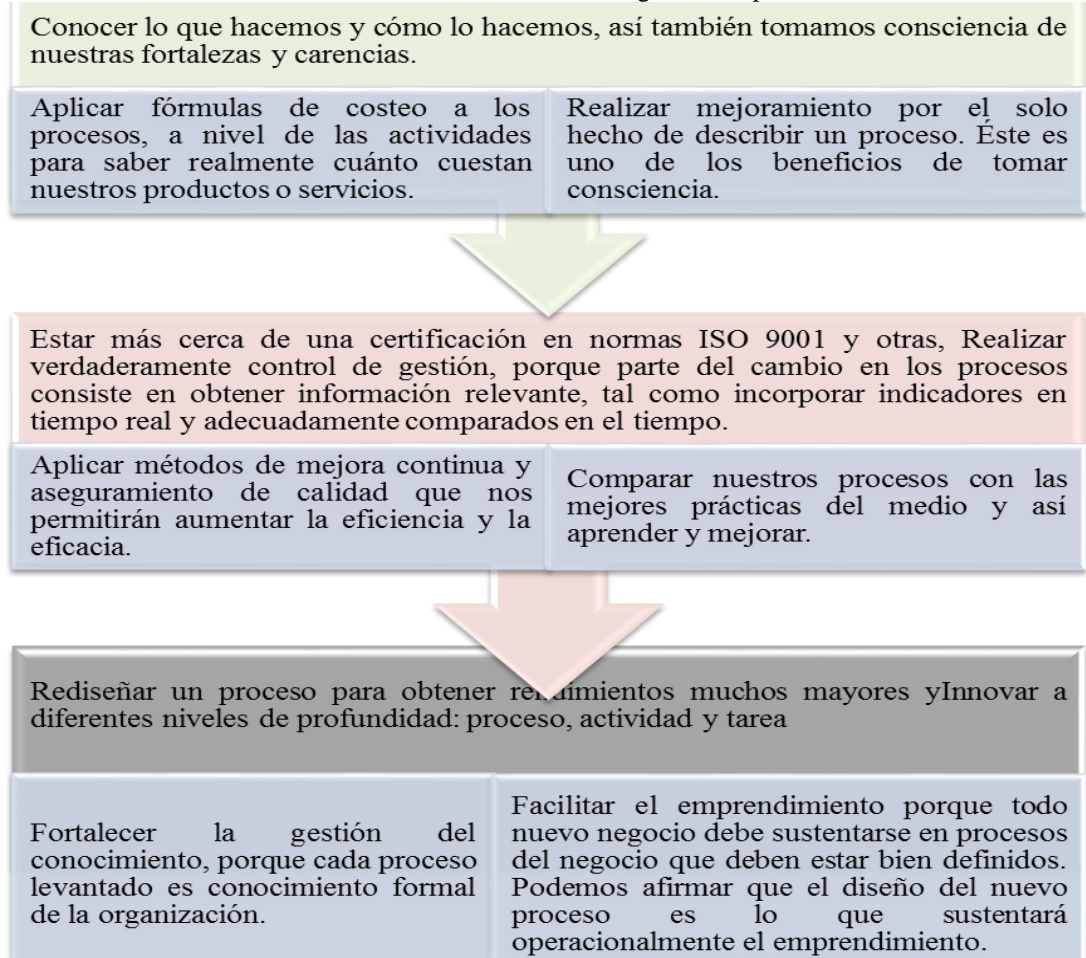 Conocer lo que hacemos y cómo lo hacemos, así también tomamos consciencia de
nuestras fortalezas y carencias.
Aplicar fórmulas de costeo a los
procesos, a nivel de las actividades
para saber realmente cuánto cuestan
nuestros productos o servicios.
Realizar mejoramiento por el solo
hecho de describir un proceso. Éste es
uno de los beneficios de tomar
consciencia.
Estar más cerca de una certificación en normas ISO 9001 y otras, Realizar
verdaderamente control de gestión, porque parte del cambio en los procesos
consiste en obtener información relevante, tal como incorporar indicadores en
tiempo real y adecuadamente comparados en el tiempo.
Aplicar métodos de mejora continua y
aseguramiento de calidad que nos
permitirán aumentar la eficiencia y la
eficacia.
Comparar nuestros procesos con las
mejores prácticas del medio y así
aprender y mejorar.
Rediseñar un proceso para obtener rendimientos muchos mayores yInnovar a
diferentes niveles de profundidad: proceso, actividad y tarea
Fortalecer la gestión del
conocimiento, porque cada proceso
levantado es conocimiento formal
de la organización.
Facilitar el emprendimiento porque todo
nuevo negocio debe sustentarse en procesos
del negocio que deben estar bien definidos.
Podemos afirmar que el diseño del nuevo
proceso es lo que sustentará
operacionalmente el emprendimiento.